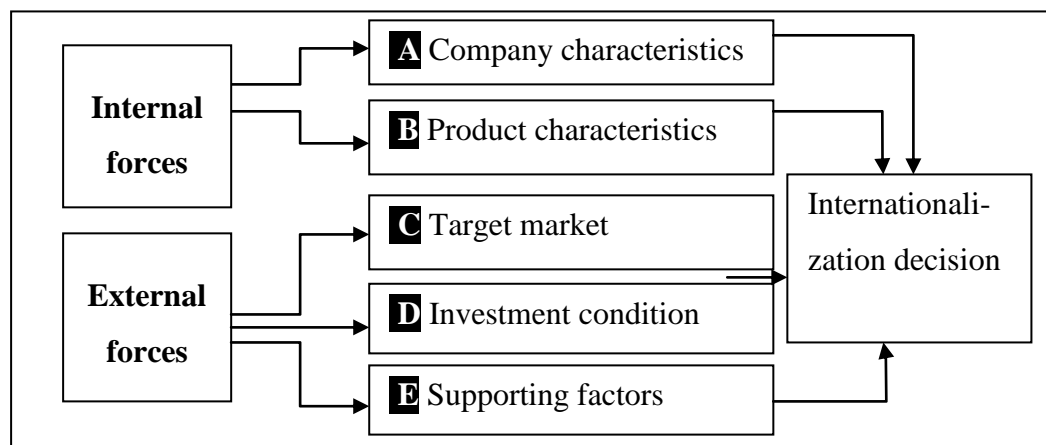 Internal
forces
A Company characteristics
B Product characteristics
External
forces
C Target market
D Investment condition
E Supporting factors
Internationali-
zation decision